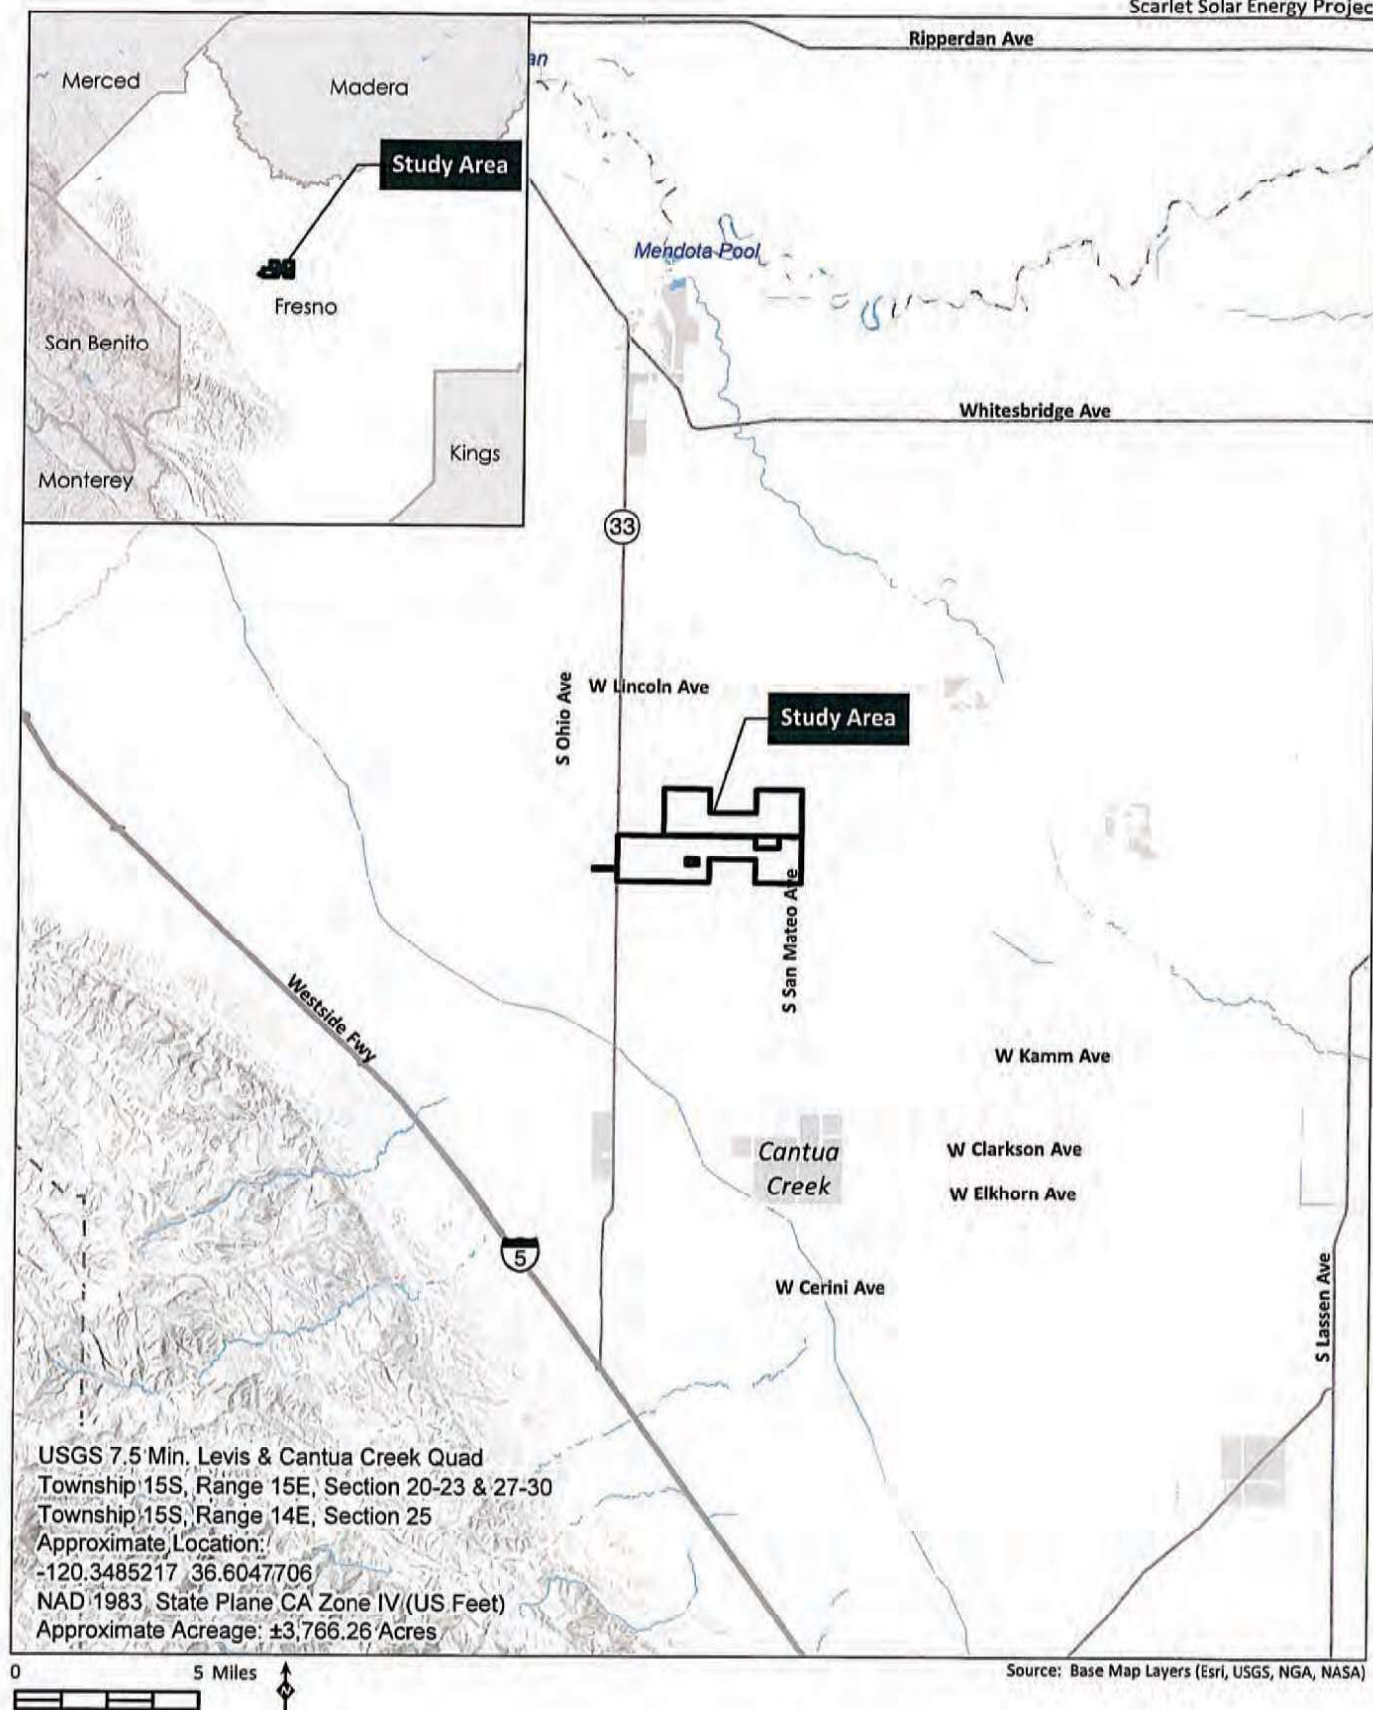 Scarlet Solar Energy Projec
Ripperdan Ave
Merced
Madera
an
Study Area
Mendota Pool
Fresno
San Benito
Whitesbridge Ave
Kings
Monterey
33
S Ohio Ave
W Lincoln Ave
Study Area
S San Mateo Ave
Westside Fwy
W Kamm Ave
Cantua
Creek
W Clarkson Ave
W Elkhorn Ave
5
W Cerini Ave
S Lassen Ave
USGS 7.5 Min. Levis & Cantua Creek Quad
Township 15S, Range 15E, Section 20-23 & 27-30
Township 15S, Range 14E, Section 25
Approximate Location:
-120.3485217 36.6047706
NAD 1983 State Plane CA Zone IV (US Feet)
Approximate Acreage: ±3,766.26 Acres
0 5 Miles
N
Source: Base Map Layers (Esri, USGS, NGA, NASA)